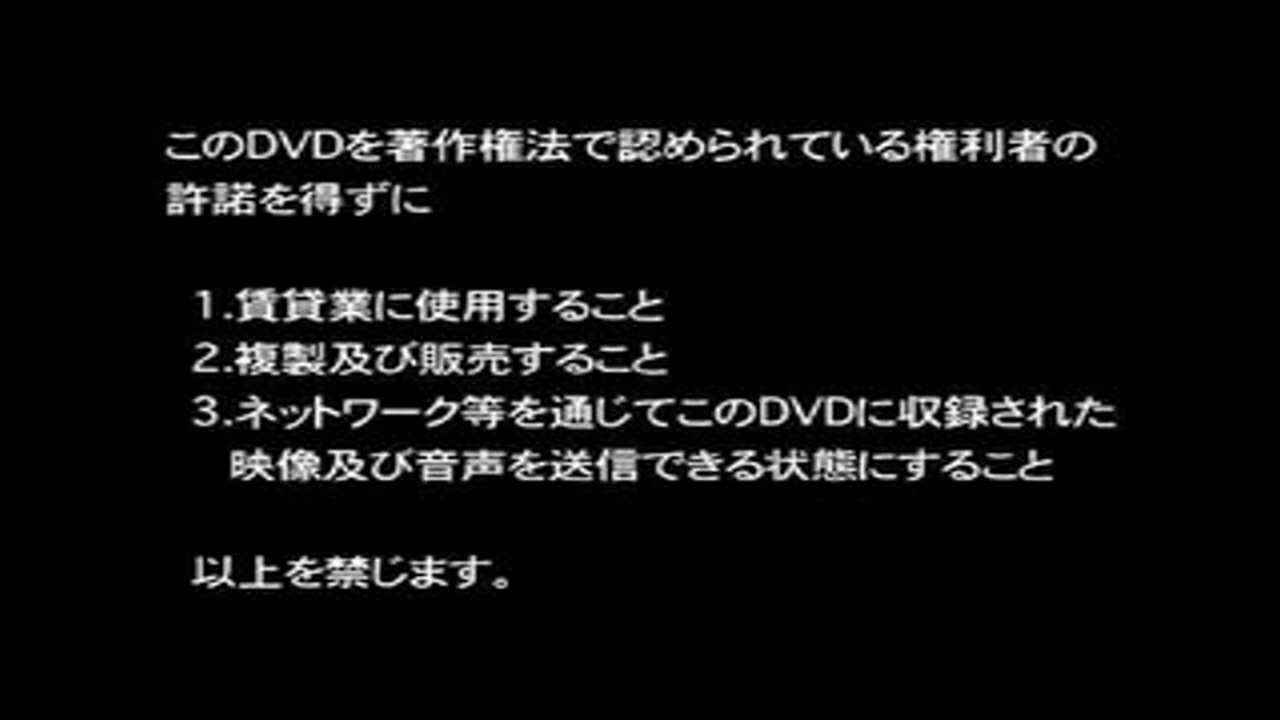 このDVDを著作権法で認められている権利者の
許諾を得ずに
1.賃貸業に使用すること
2.複製及び販売すること
3.ネットワーク等を通じてこのDVDに収録された
映像及び音声を送信できる状態にすること
以上を禁じます。